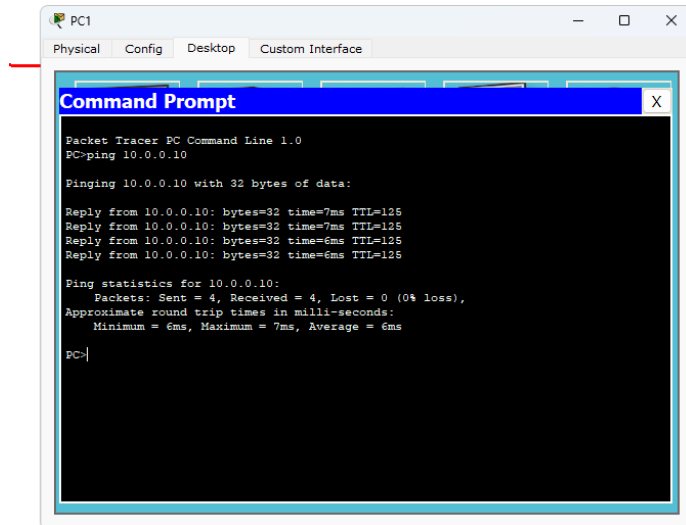 PC1
Physical Config Desktop Custom Interface
Command Prompt
X
Packet Tracer PC Command Line 1.0
PC>ping 10.0.0.10
Pinging 10.0.0.10 with 32 bytes of data:
Reply from 10.0.0.10: bytes=32 time=7ms TTL=125
Reply from 10.0.0.10: bytes=32 time=7ms TTL=125
Reply from 10.0.0.10: bytes=32 time=6ms TTL=125
Reply from 10.0.0.10: bytes=32 time=6ms TTL=125
Ping statistics for 10.0.0.10:
Packets: Sent = 4, Received = 4, Lost = 0 (0% loss),
Approximate round trip times in milli-seconds:
Minimum = 6ms, Maximum = 7ms, Average = 6ms
PC>